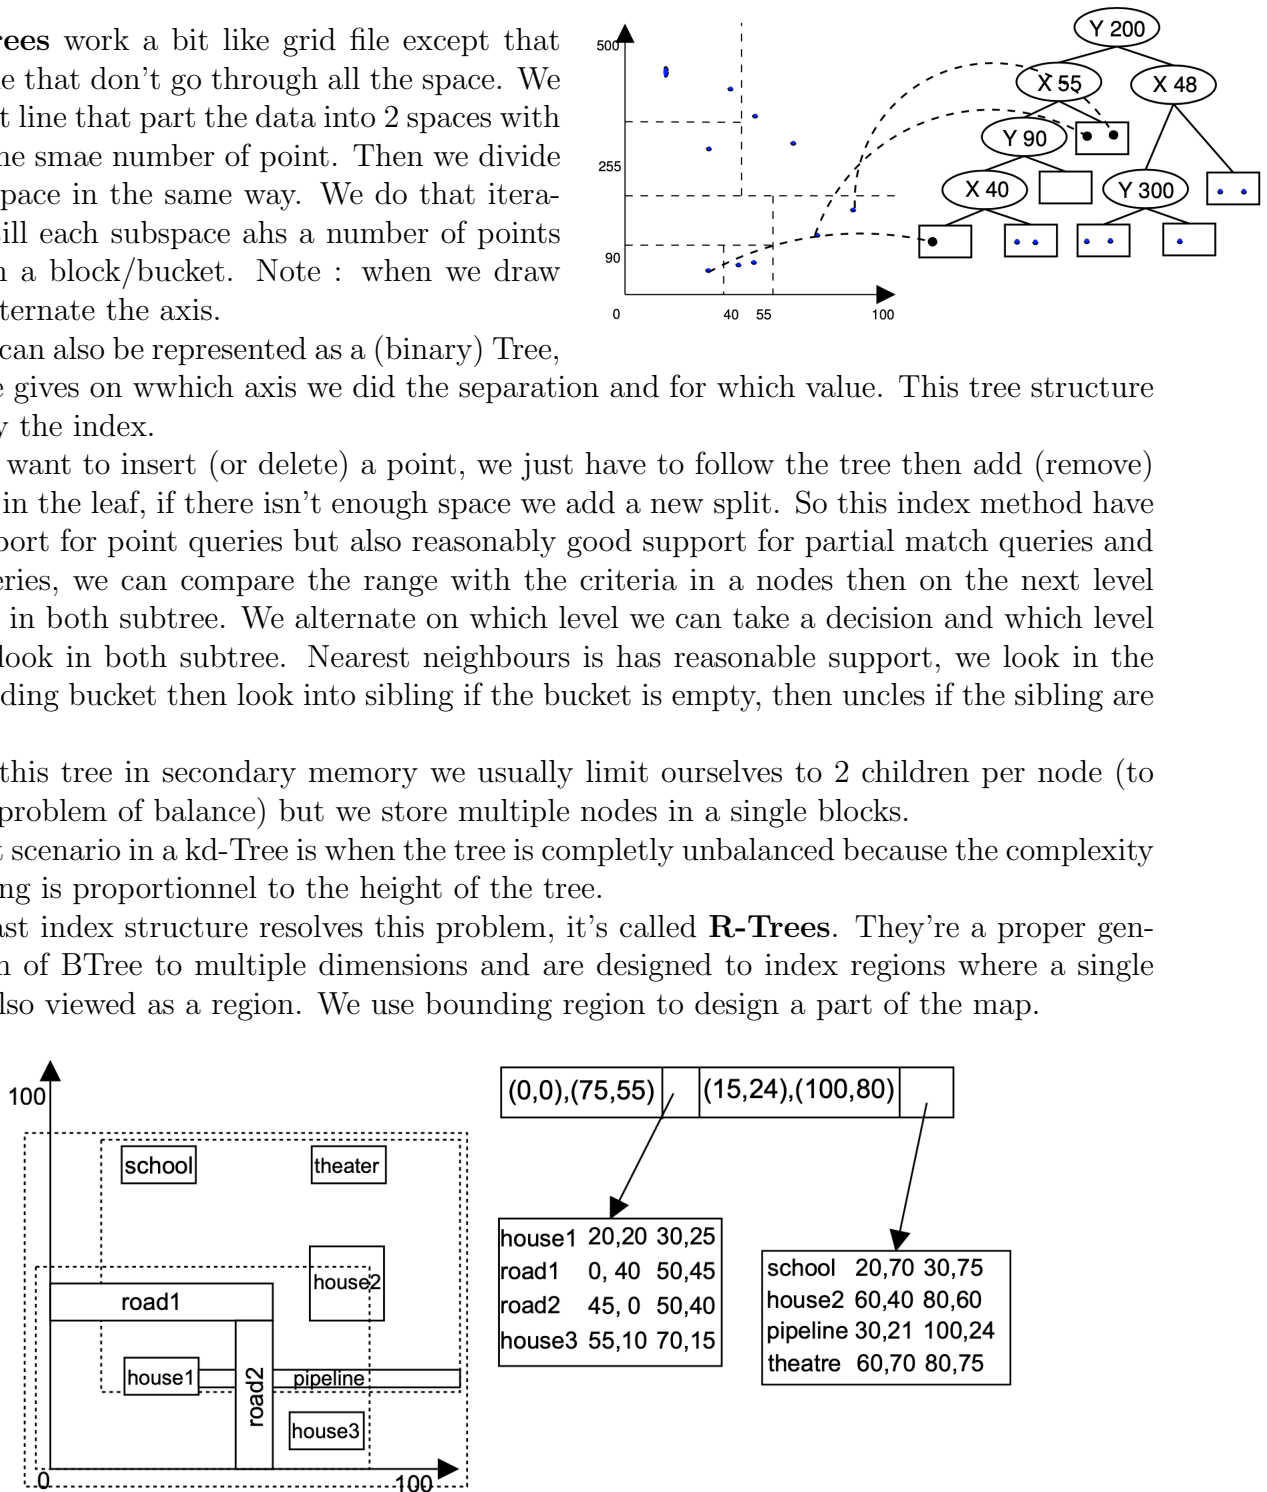 rees work a bit like grid file except that
e that don't go through all the space. We
t line that part the data into 2 spaces with
he smae number of point. Then we divide
pace in the same way. We do that itera-
ill each subspace ahs a number of points
n a block/bucket. Note : when we draw
ternate the axis.
can also be represented as a (binary) Tree,
500
255
90
0
40
55
100
Y 200
X 55
X 48
Y 90
X 40
Y 300
e gives on wwhich axis we did the separation and for which value. This tree structure
y the index.
want to insert (or delete) a point, we just have to follow the tree then add (remove)
in the leaf, if there isn't enough space we add a new split. So this index method have
port for point queries but also reasonably good support for partial match queries and
eries, we can compare the range with the criteria in a nodes then on the next level
in both subtree. We alternate on which level we can take a decision and which level
look in both subtree. Nearest neighbours is has reasonable support, we look in the
ding bucket then look into sibling if the bucket is empty, then uncles if the sibling are
this tree in secondary memory we usually limit ourselves to 2 children per node (to
problem of balance) but we store multiple nodes in a single blocks.
t scenario in a kd-Tree is when the tree is completly unbalanced because the complexity
ng is proportionnel to the height of the tree.
ast index structure resolves this problem, it's called R-Trees. They're a proper gen-
n of BTree to multiple dimensions and are designed to index regions where a single
lso viewed as a region. We use bounding region to design a part of the map.
100
school
theater
house2
road1
house1
road2
pipeline
house3
0
100
(0,0),(75,55)
(15,24),(100,80)
house1 20,20 30,25
road1 0, 40 50,45
road2 45, 0 50,40
house3 55,10 70,15
school 20,70 30,75
house2 60,40 80,60
pipeline 30,21 100,24
theatre 60,70 80,75